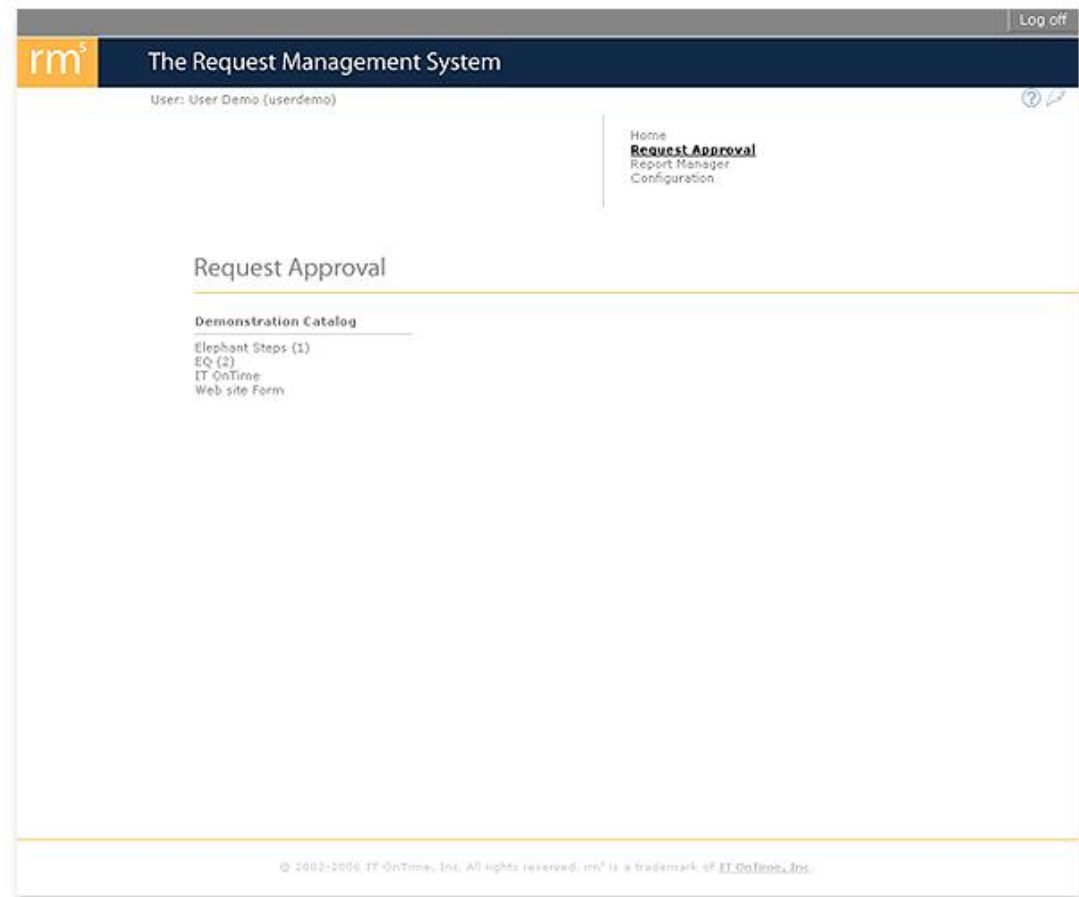 Log off
rm⁵
The Request Management System
User: User Demo (userdemo)
Home
Request Approval
Report Manager
Configuration
Request Approval
Demonstration Catalog
Elephant Steps (1)
EQ (2)
IT OnTime
Web site Form
© 2002-2006 IT OnTime, Inc. All rights reserved. rm⁵ is a trademark of IT OnTime, Inc.